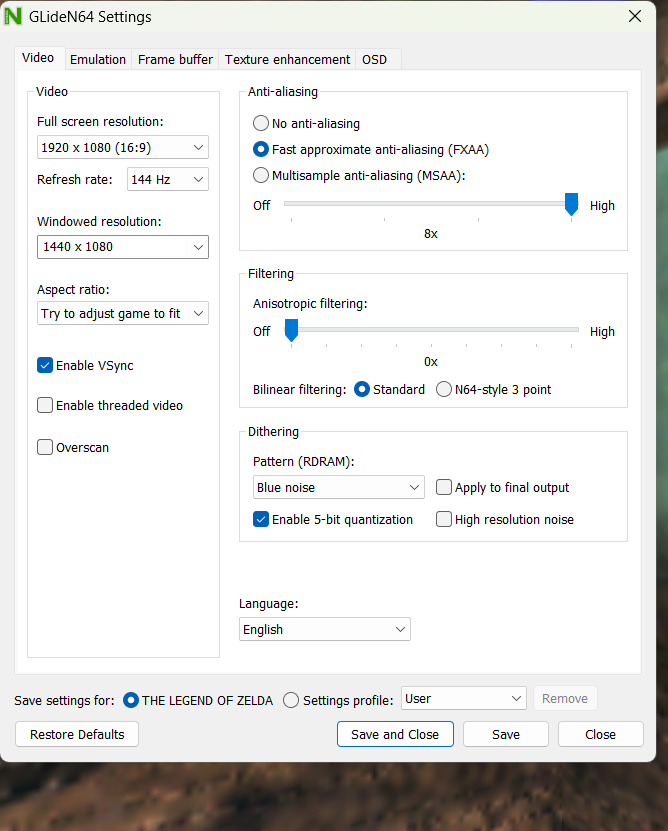 GLideN64 Settings
Video
Emulation
Frame buffer
Texture enhancement
OSD
Video
Full screen resolution:
1920 x 1080 (16:9)
Refresh rate: 144 Hz
Windowed resolution:
1440 x 1080
Aspect ratio:
Try to adjust game to fit
Enable VSync
Enable threaded video
Overscan
Anti-aliasing
No anti-aliasing
Fast approximate anti-aliasing (FXAA)
Multisample anti-aliasing (MSAA):
Off High
8x
Filtering
Anisotropic filtering:
Off High
0x
Bilinear filtering: Standard N64-style 3 point
Dithering
Pattern (RDRAM):
Blue noise Apply to final output
Enable 5-bit quantization High resolution noise
Language:
English
Save settings for: THE LEGEND OF ZELDA Settings profile: User Remove
Restore Defaults Save and Close Save Close